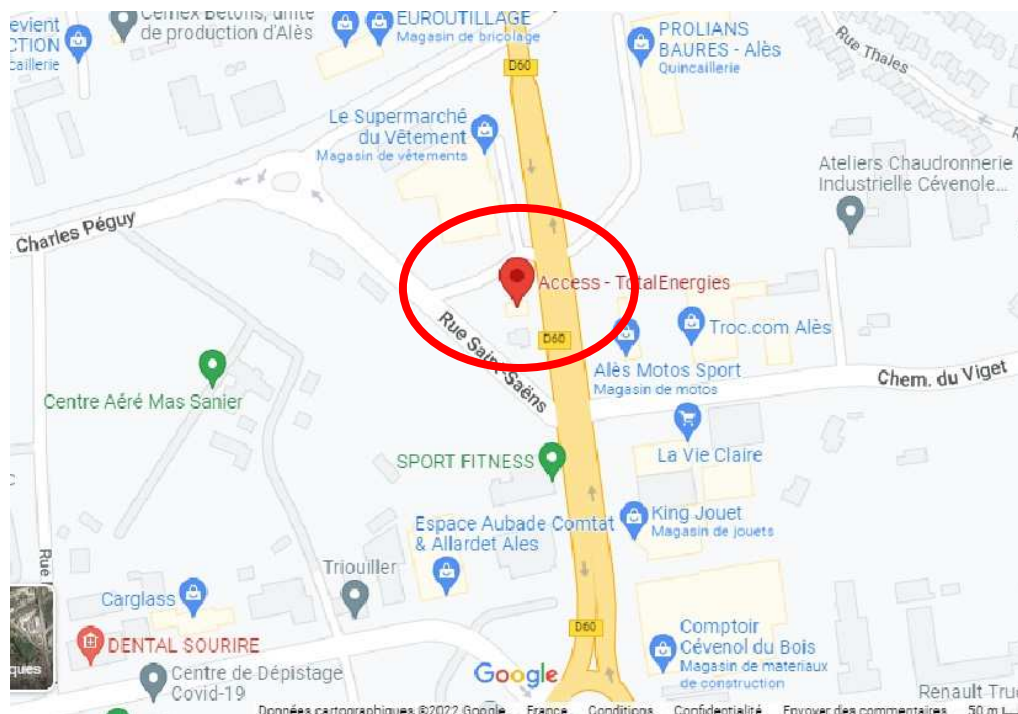 Cemex Bétons, unité
de production d'Alès
EUROUTILLAGE
Magasin de bricolage
PROLIANS
BAURES - Alès
Quincaillerie
Rue Thales
D60
Le Supermarché
du Vêtement
Magasin de vêtements
Ateliers Chaudronnerie
Industrielle Cévenole...
Charles Péguy
Access - TotalEnergies
Rue Saint-Saëns
D60
Troc.com Alès
Alès Motos Sport
Magasin de motos
Chem. du Viget
Centre Aéré Mas Sanier
La Vie Claire
SPORT FITNESS
King Jouet
Magasin de jouets
Espace Aubade Comtat
& Allardet Ales
Rue
Triouiller
Carglass
D60
DENTAL SOURIRE
Comptoir
Cévenol du Bois
Magasin de matériaux
de construction
Centre de Dépistage
Covid-19
Google
Renault Tru
Données cartographiques ©2022 Google France Conditions Confidentialité Envoyer des commentaires 50 m